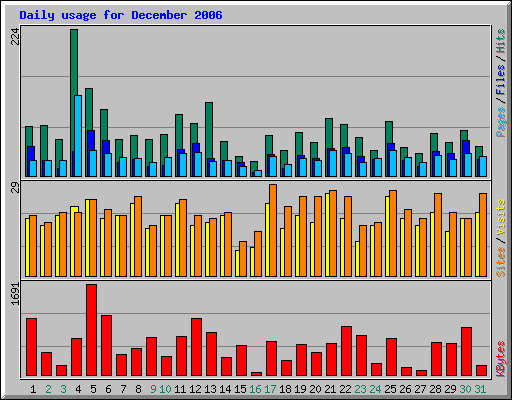 Daily usage for December 2006
224
Pages / Files / Hits
29
Sites / Visits
1691
KBytes
1 2 3 4 5 6 7 8 9 10 11 12 13 14 15 16 17 18 19 20 21 22 23 24 25 26 27 28 29 30 31